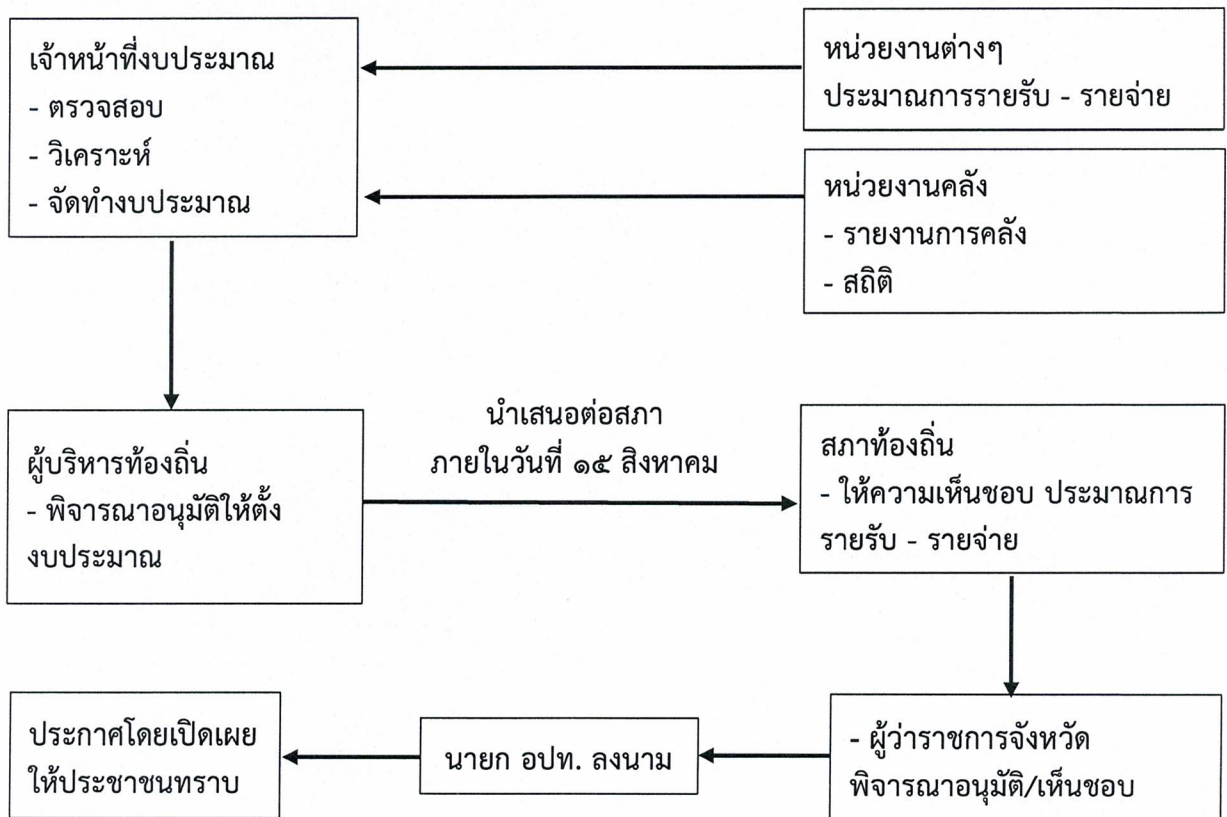 เจ้าหน้าที่งบประมาณ
- ตรวจสอบ
- วิเคราะห์
- จัดทำงบประมาณ
หน่วยงานต่างๆ
ประมาณการรายรับ - รายจ่าย
หน่วยงานคลัง
- รายงานการคลัง
- สถิติ
ผู้บริหารท้องถิ่น
- พิจารณาอนุมัติให้ตั้ง
งบประมาณ
นำเสนอต่อสภา
ภายในวันที่ ๑๕ สิงหาคม
สภาท้องถิ่น
- ให้ความเห็นชอบ ประมาณการ
รายรับ - รายจ่าย
- ผู้ว่าราชการจังหวัด
พิจารณาอนุมัติ/เห็นชอบ
นายก อปท. ลงนาม
ประกาศโดยเปิดเผย
ให้ประชาชนทราบ